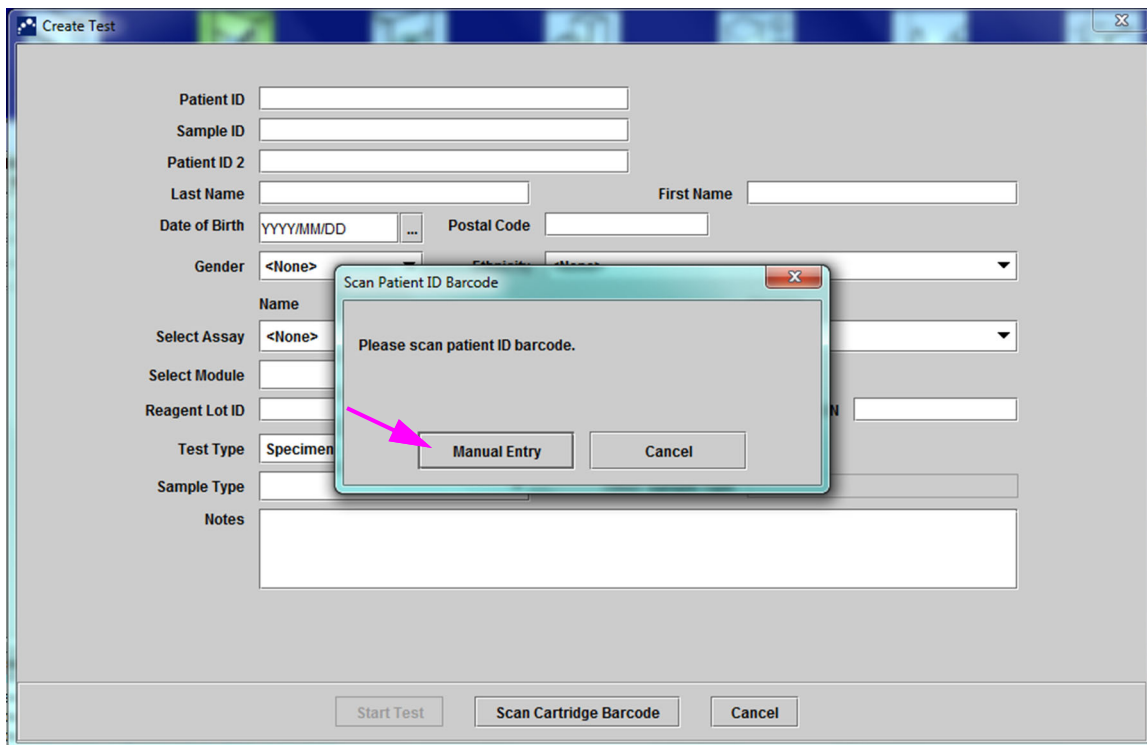 Create Test
Patient ID
Sample ID
Patient ID 2
Last Name First Name
Date of Birth YYYY/MM/DD ... Postal Code
Gender <None> Ethnicity <None>
Scan Patient ID Barcode
Name
Select Assay <None>
Please scan patient ID barcode.
Select Module
Reagent Lot ID
Test Type Specimen
Manual Entry Cancel
Sample Type
Notes
Start Test Scan Cartridge Barcode Cancel